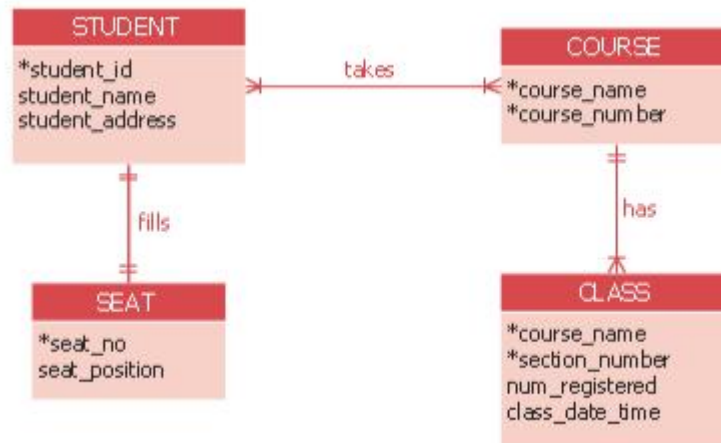 STUDENT
*student_id
student_name
student_address
takes
COURSE
*course_name
*course_number
fills
has
SEAT
*seat_no
seat_position
CLASS
*course_name
*section_number
num_registered
class_date_time